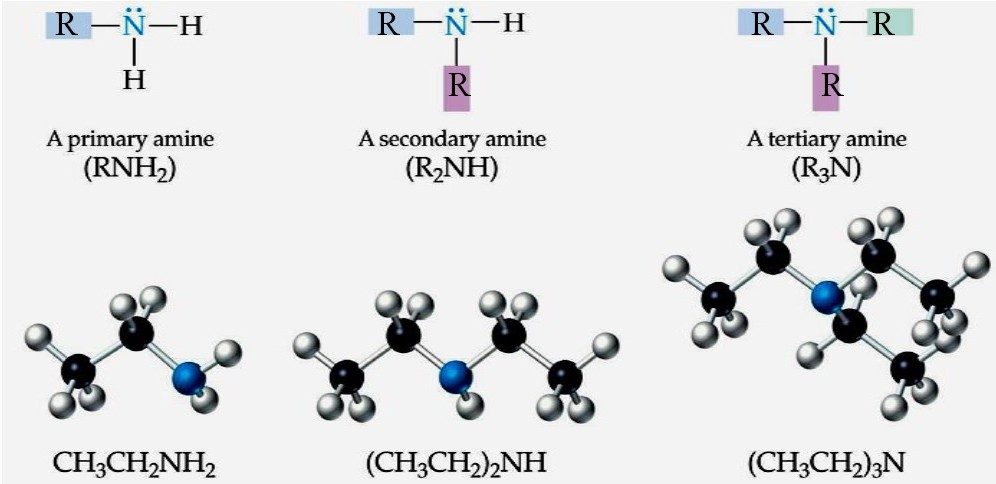 R—N̈—H
H
A primary amine
(RNH₂)
R—N̈—H
R
A secondary amine
(R₂NH)
R—N̈—R
R
A tertiary amine
(R₃N)
CH₃CH₂NH₂
(CH₃CH₂)₂NH
(CH₃CH₂)₃N